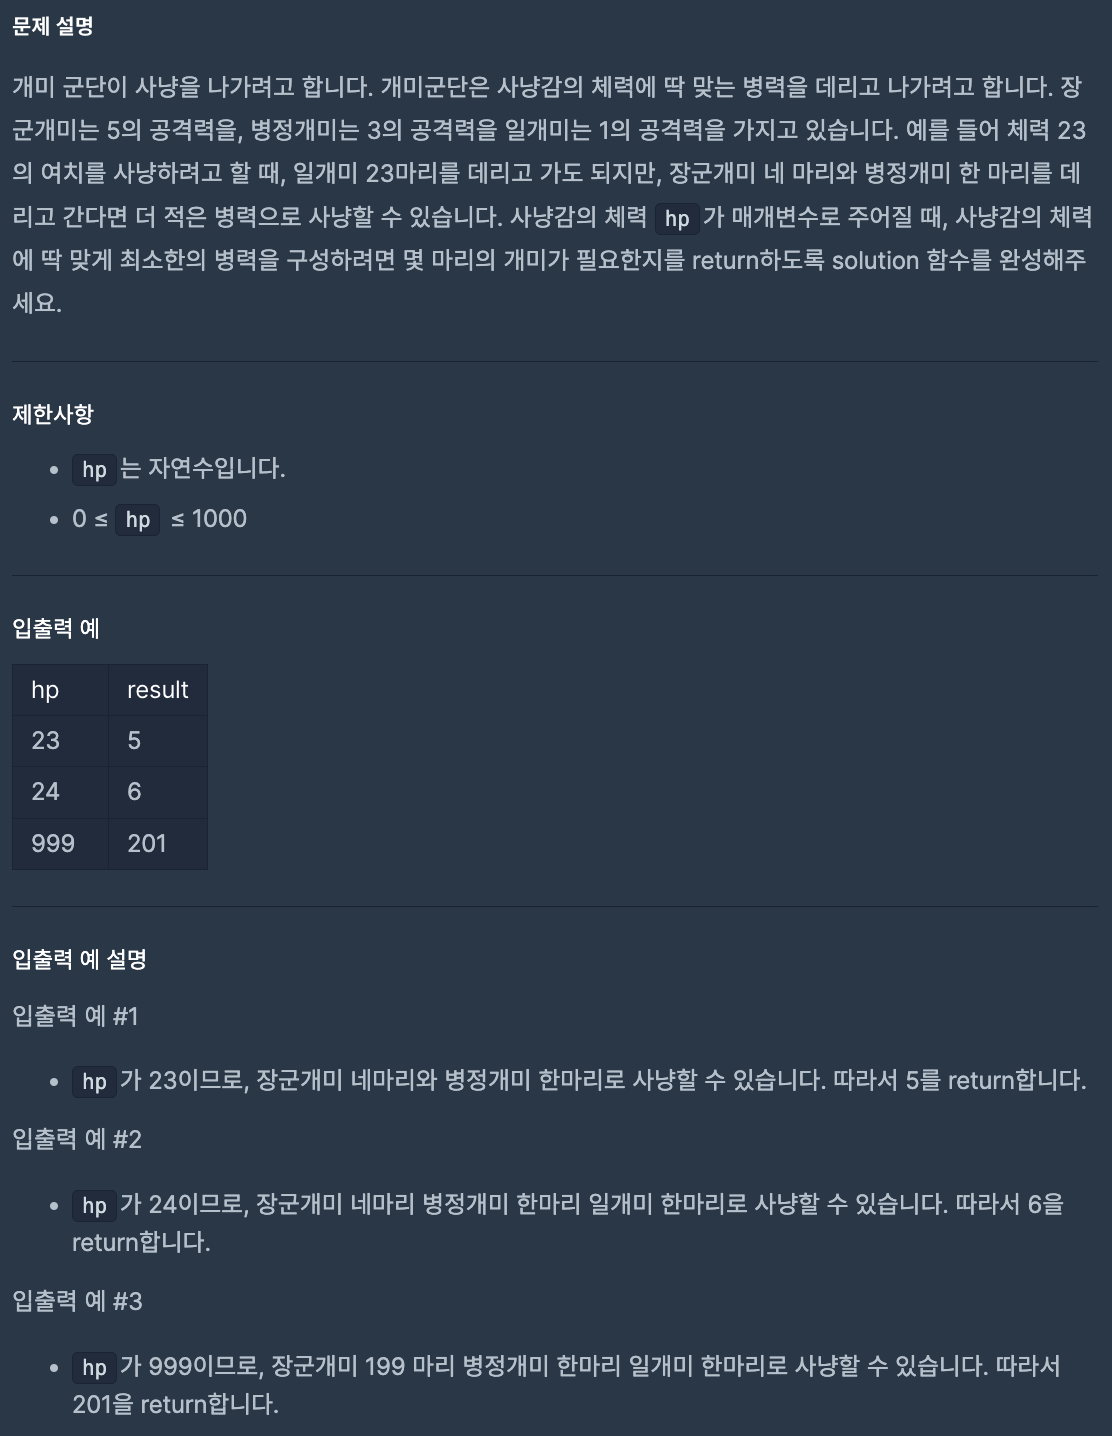 문제 설명
개미 군단이 사냥을 나가려고 합니다. 개미군단은 사냥감의 체력에 딱 맞는 병력을 데리고 나가려고 합니다. 장
군개미는 5의 공격력을, 병정개미는 3의 공격력을 일개미는 1의 공격력을 가지고 있습니다. 예를 들어 체력 23
의 여치를 사냥하려고 할 때, 일개미 23마리를 데리고 가도 되지만, 장군개미 네 마리와 병정개미 한 마리를 데
리고 간다면 더 적은 병력으로 사냥할 수 있습니다. 사냥감의 체력 hp 가 매개변수로 주어질 때, 사냥감의 체력
에 딱 맞게 최소한의 병력을 구성하려면 몇 마리의 개미가 필요한지를 return하도록 solution 함수를 완성해주
세요.
제한사항
• hp 는 자연수입니다.
• 0 ≤ hp ≤ 1000
입출력 예
hp result
23 5
24 6
999 201
입출력 예 설명
입출력 예 #1
• hp 가 23이므로, 장군개미 네마리와 병정개미 한마리로 사냥할 수 있습니다. 따라서 5를 return합니다.
입출력 예 #2
• hp 가 24이므로, 장군개미 네마리 병정개미 한마리 일개미 한마리로 사냥할 수 있습니다. 따라서 6을
return합니다.
입출력 예 #3
• hp 가 999이므로, 장군개미 199 마리 병정개미 한마리 일개미 한마리로 사냥할 수 있습니다. 따라서
201을 return합니다.